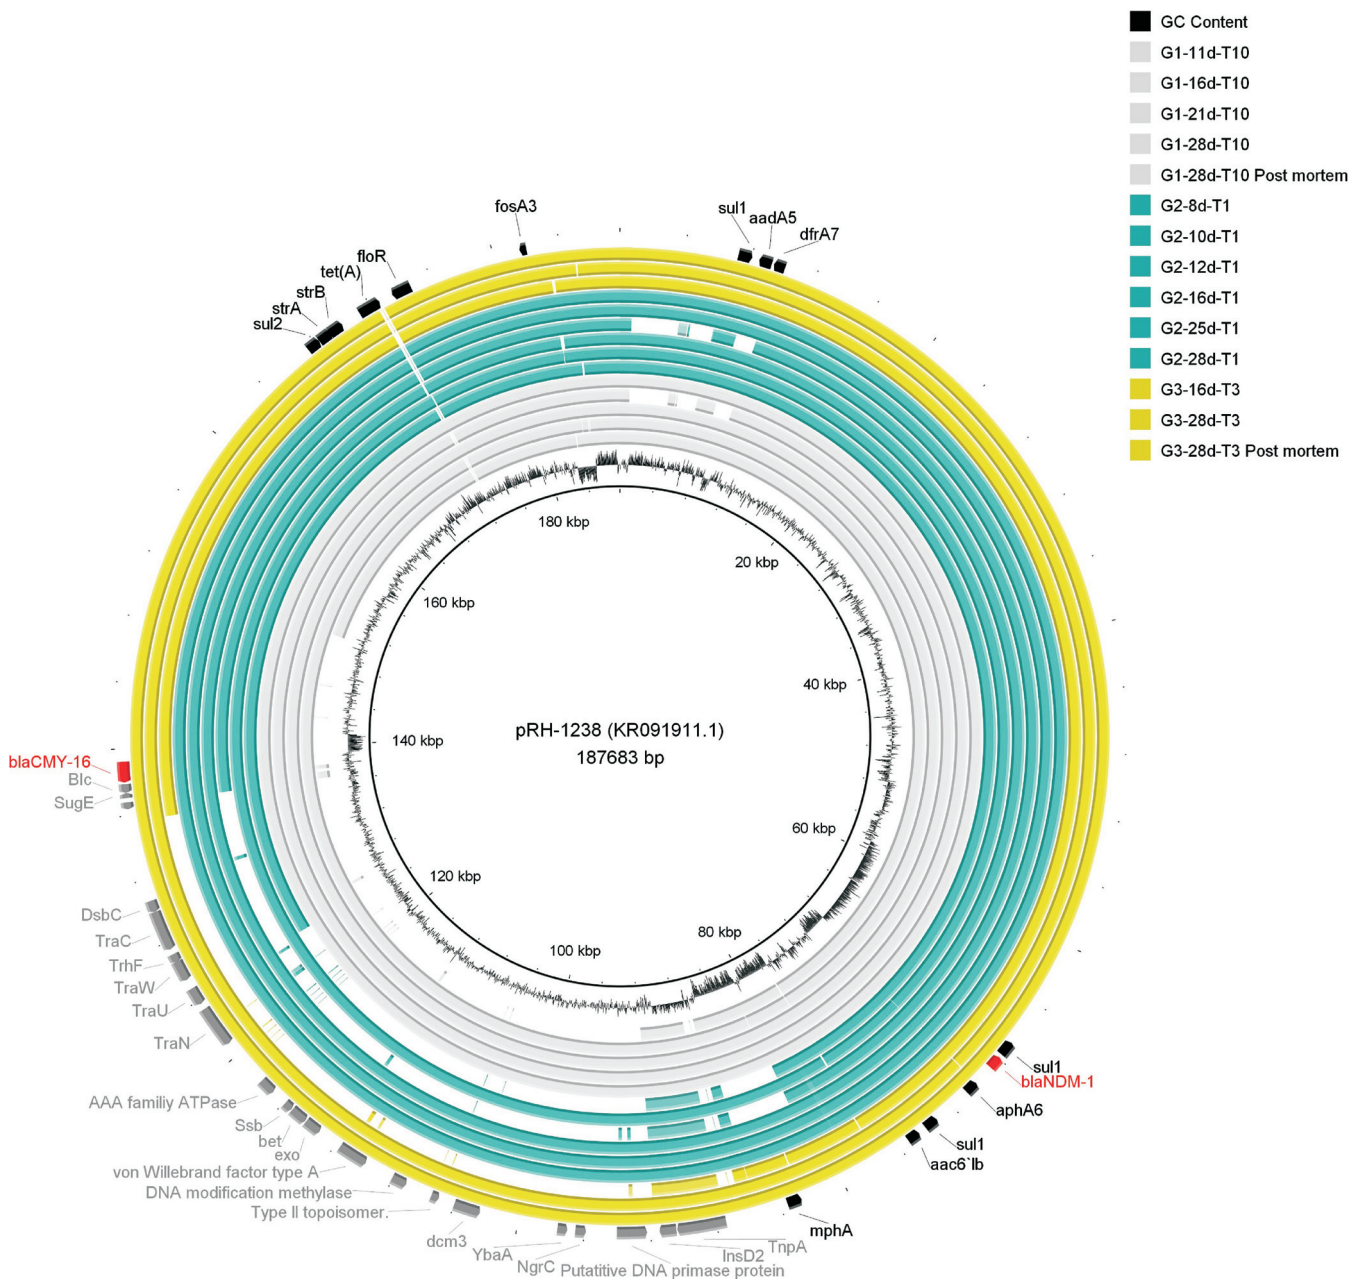 GC Content
G1-11d-T10
G1-16d-T10
G1-21d-T10
G1-28d-T10
G1-28d-T10 Post mortem
G2-8d-T1
G2-10d-T1
G2-12d-T1
G2-16d-T1
G2-25d-T1
G2-28d-T1
G3-16d-T3
G3-28d-T3
G3-28d-T3 Post mortem
fosA3
sul1
aadA5
dfrA7
floR
tet(A)
strB
strA
sul2
180 kbp
20 kbp
160 kbp
40 kbp
pRH-1238 (KR091911.1)
187683 bp
140 kbp
60 kbp
120 kbp
80 kbp
100 kbp
blaCMY-16
Blc
SugE
DsbC
TraC
TrhF
TraW
TraU
TraN
AAA familiy ATPase
Ssb
bet
exo
von Willebrand factor type A
DNA modification methylase
Type II topoisomer.
dcm3
YbaA
NgrC
Putatitive DNA primase protein
InsD2
TnpA
mphA
aac6`Ib
sul1
aphA6
blaNDM-1
sul1